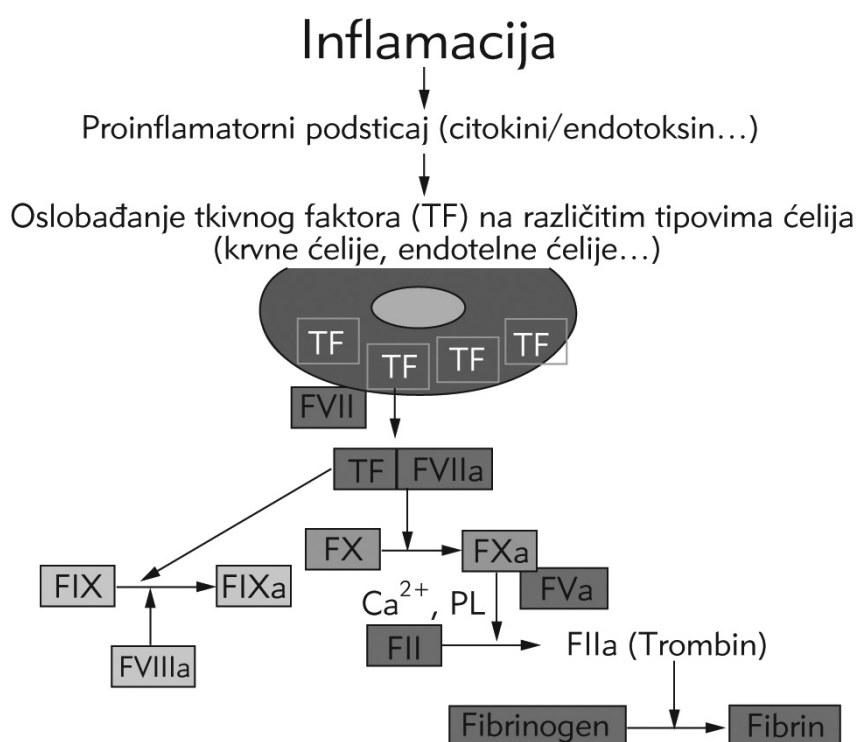 Inflamacija
Proinflamatorni podsticaj (citokini/endotoksin...)
Oslobađanje tkivnog faktora (TF) na različitim tipovima ćelija
(krvne ćelije, endotelne ćelije...)
TF
TF
TF
TF
FVII
TF FVIIa
FX
FXa
FIX
FIXa
FVa
Ca²⁺, PL
FVIIIa
FII
FIIa (Trombin)
Fibrinogen
Fibrin